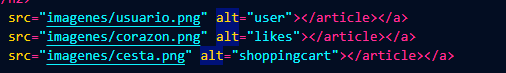 src="imagenes/usuario.png" alt="user"></article></a>
src="imagenes/corazon.png" alt="likes"></article></a>
src="imagenes/cesta.png" alt="shoppingcart"></article></a>